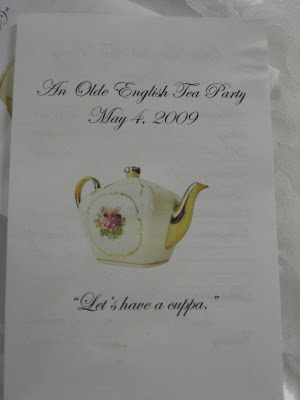 An Olde English Tea Party
May 4, 2009
"Let's have a cuppa."